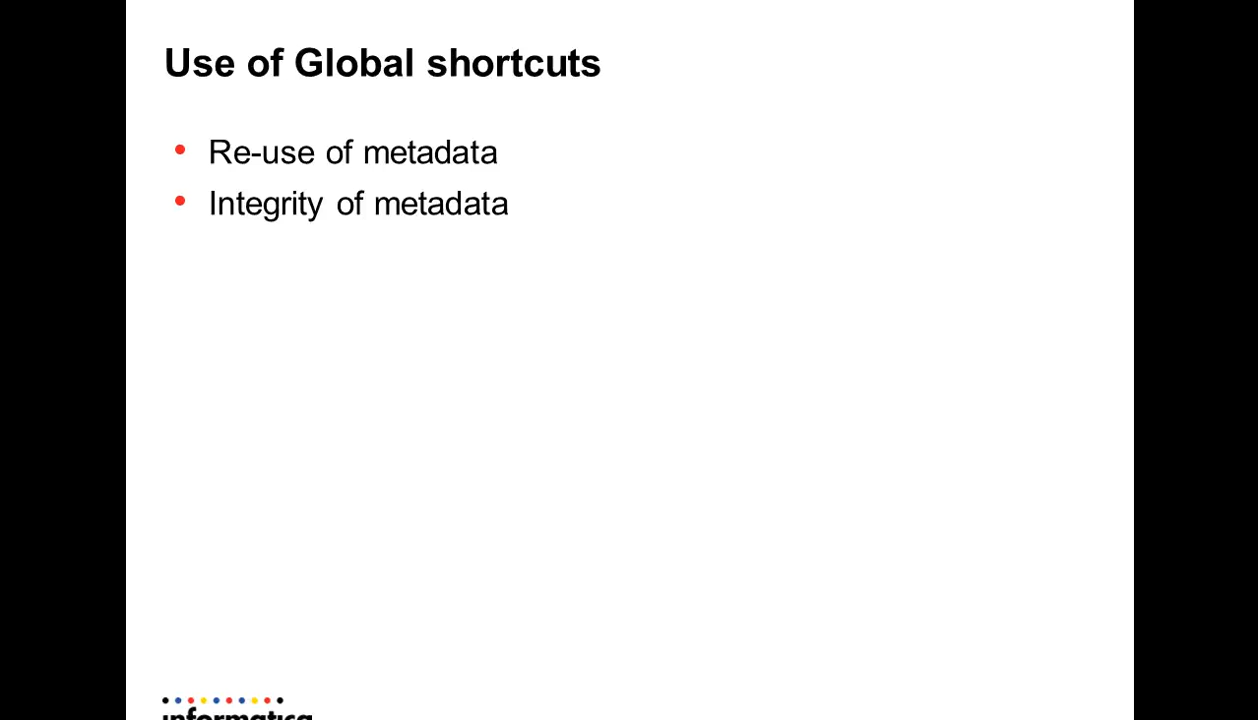 Use of Global shortcuts
• Re-use of metadata
• Integrity of metadata
informatica